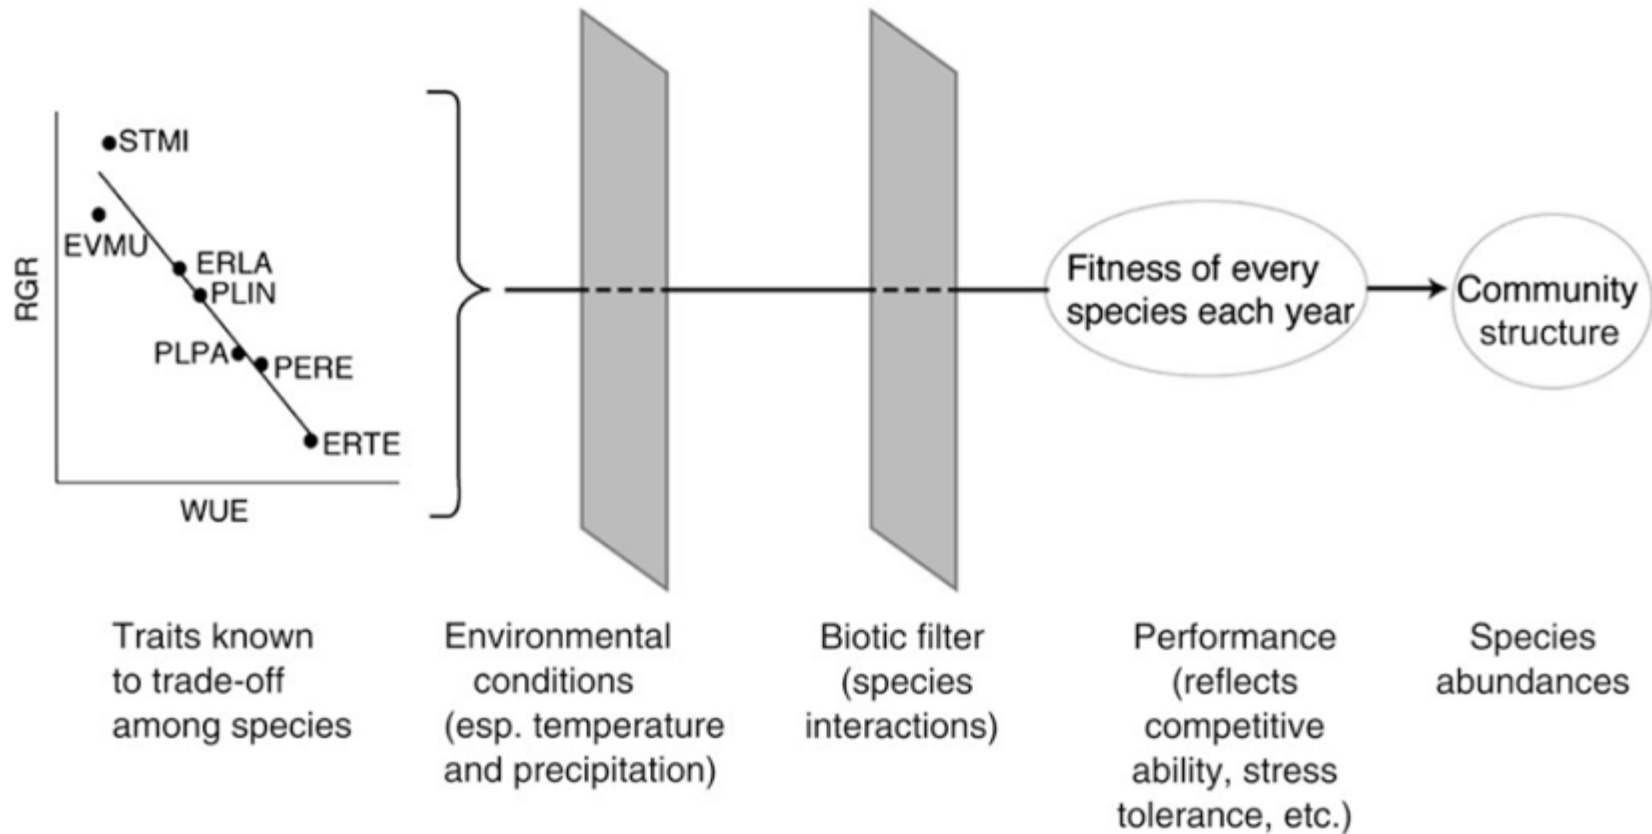 STMI
EVMU
ERLA
PLIN
PLPA
PERE
ERTE
RGR
WUE
Fitness of every
species each year
Community
structure
Traits known
to trade-off
among species
Environmental
conditions
(esp. temperature
and precipitation)
Biotic filter
(species
interactions)
Performance
(reflects
competitive
ability, stress
tolerance, etc.)
Species
abundances